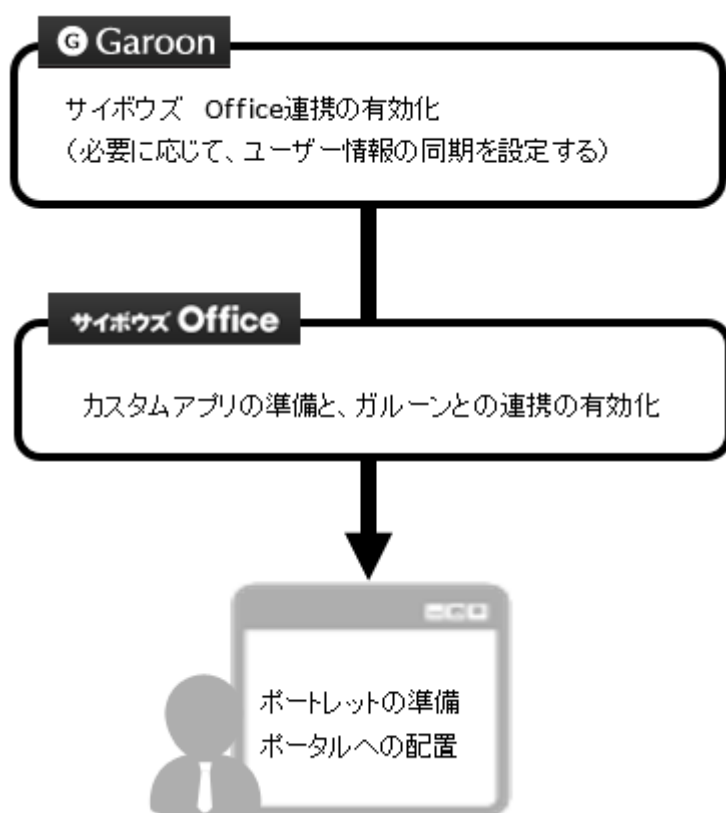 G Garoon
サイボウズ　Office連携の有効化
（必要に応じて、ユーザー情報の同期を設定する）
サイボウズ Office
カスタムアプリの準備と、ガルーンとの連携の有効化
ポートレットの準備
ポータルへの配置